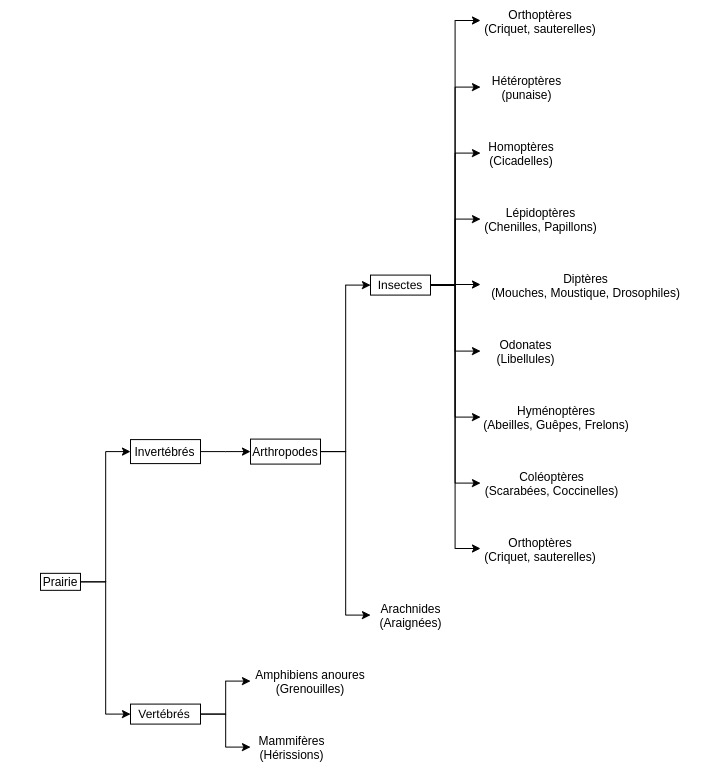 Orthoptères
(Criquet, sauterelles)
Hétéroptères
(punaise)
Homoptères
(Cicadelles)
Lépidoptères
(Chenilles, Papillons)
Insectes
Diptères
(Mouches, Moustique, Drosophiles)
Odonates
(Libellules)
Hyménoptères
(Abeilles, Guêpes, Frelons)
Invertébrés
Arthropodes
Coléoptères
(Scarabées, Coccinelles)
Orthoptères
(Criquet, sauterelles)
Prairie
Arachnides
(Araignées)
Amphibiens anoures
(Grenouilles)
Vertébrés
Mammifères
(Hérissions)